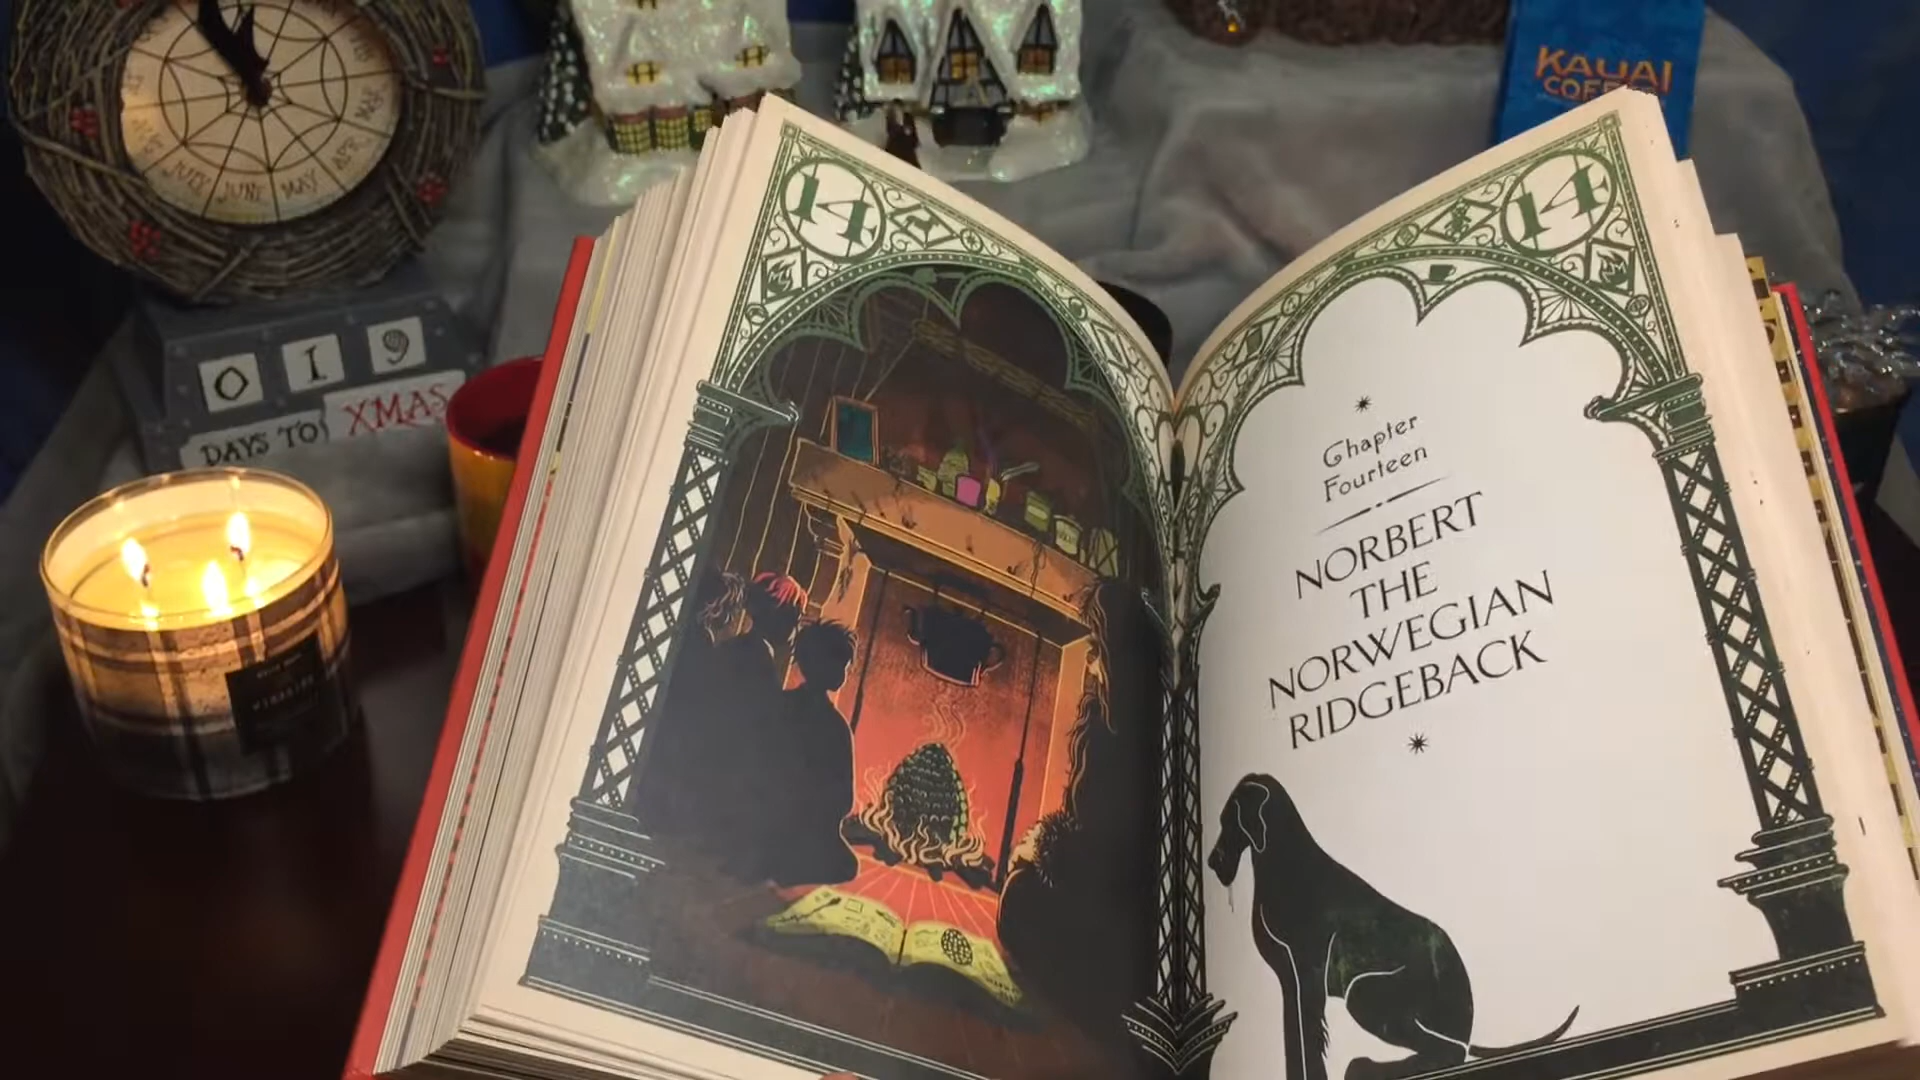 KAUAI
COFFEE
MAR
APR
MAY
JUNE
JULY
0 1 9
DAYS TO XMAS
14
14
Chapter
Fourteen
NORBERT
THE
NORWEGIAN
RIDGEBACK